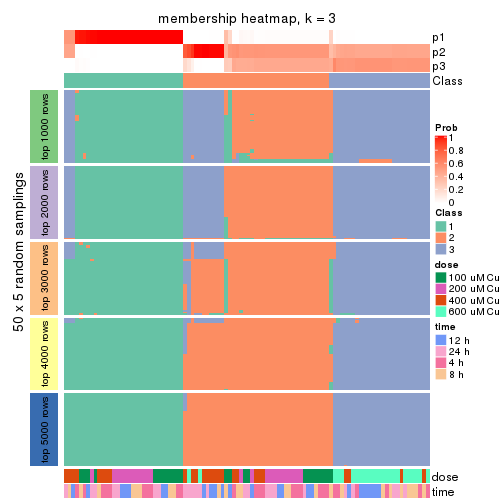 membership heatmap, k = 3
p1
p2
p3
Class
50 x 5 random samplings
top 1000 rows
top 2000 rows
top 3000 rows
top 4000 rows
top 5000 rows
dose
time
Prob
1
0.8
0.6
0.4
0.2
0
Class
1
2
3
dose
100 uM Cu
200 uM Cu
400 uM Cu
600 uM Cu
time
12 h
24 h
4 h
8 h